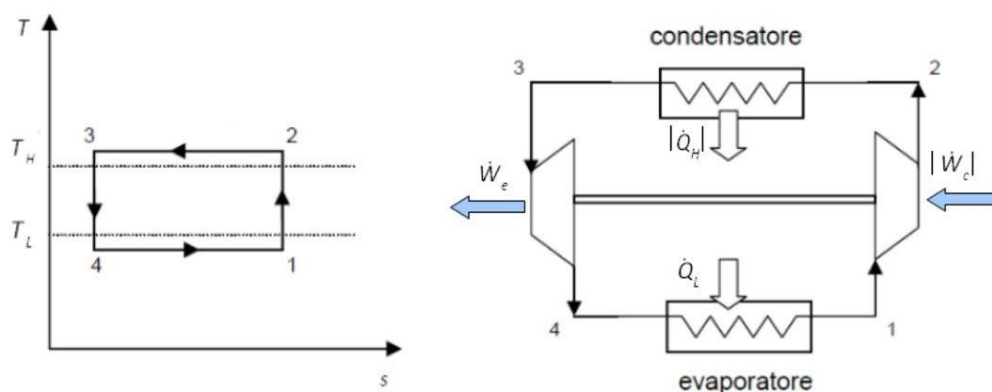 T
3
2
T_H
T_L
4
1
s
condensatore
3
2
|Q̇_H|
Ẇ_e
|Ẇ_c|
Q̇_L
4
1
evaporatore